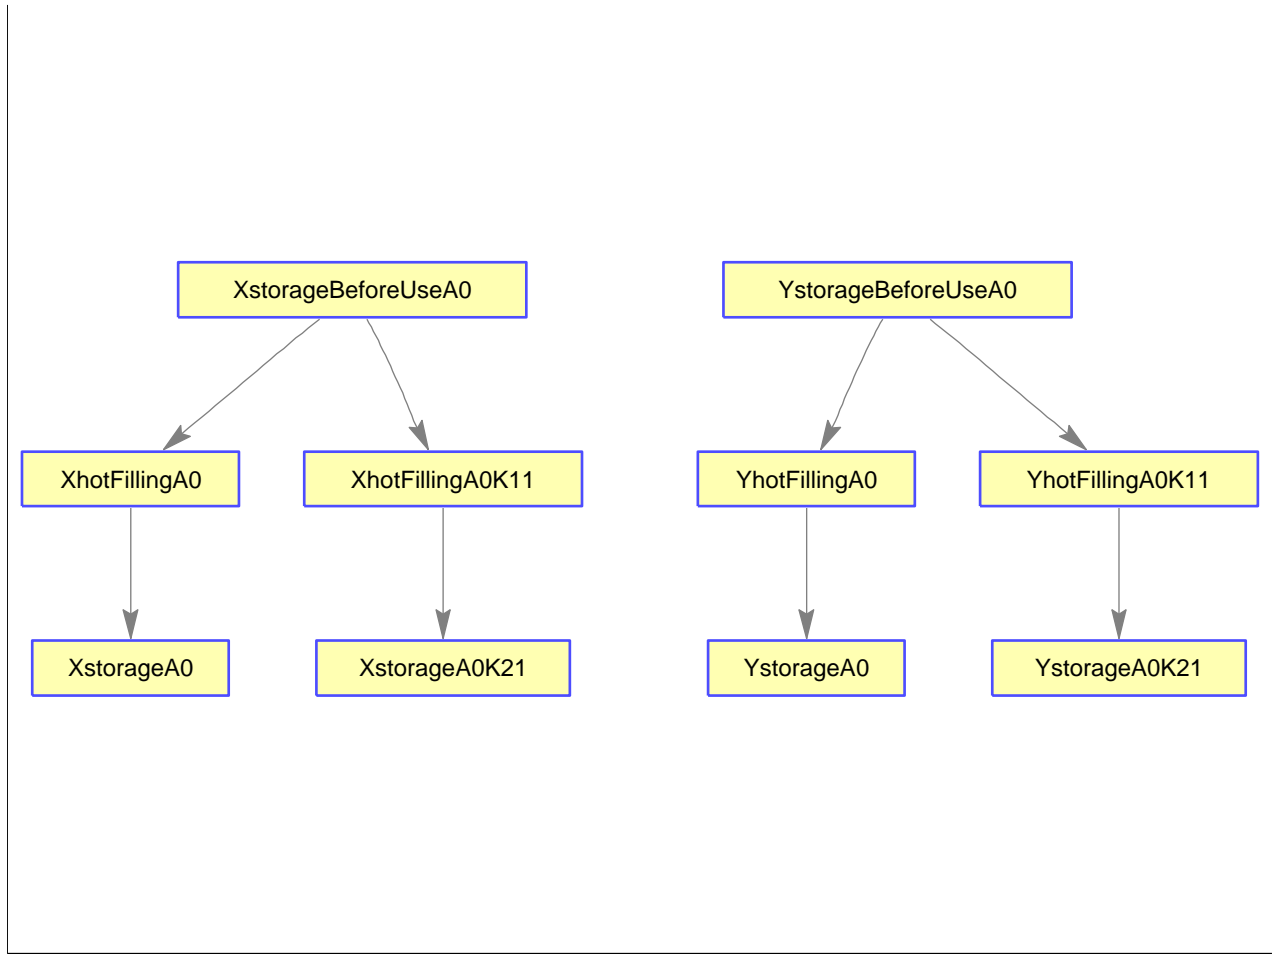 XstorageBeforeUseA0
YstorageBeforeUseA0
XhotFillingA0
XhotFillingA0K11
YhotFillingA0
YhotFillingA0K11
XstorageA0
XstorageA0K21
YstorageA0
YstorageA0K21